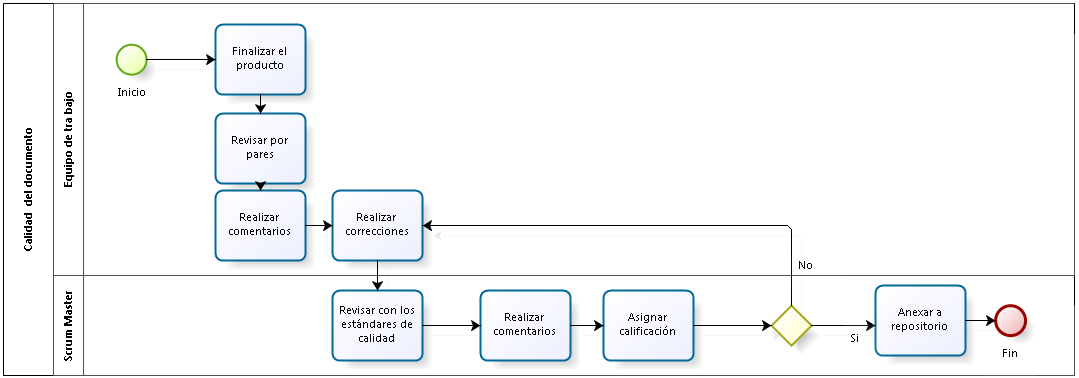 Calidad del documento
Equipo de tra bajo
Inicio
Finalizar el
producto
Revisar por
pares
Realizar
comentarios
Realizar
correcciones
No
Scrum Master
Revisar con los
estándares de
calidad
Realizar
comentarios
Asignar
calificación
Si
Anexar a
repositorio
Fin